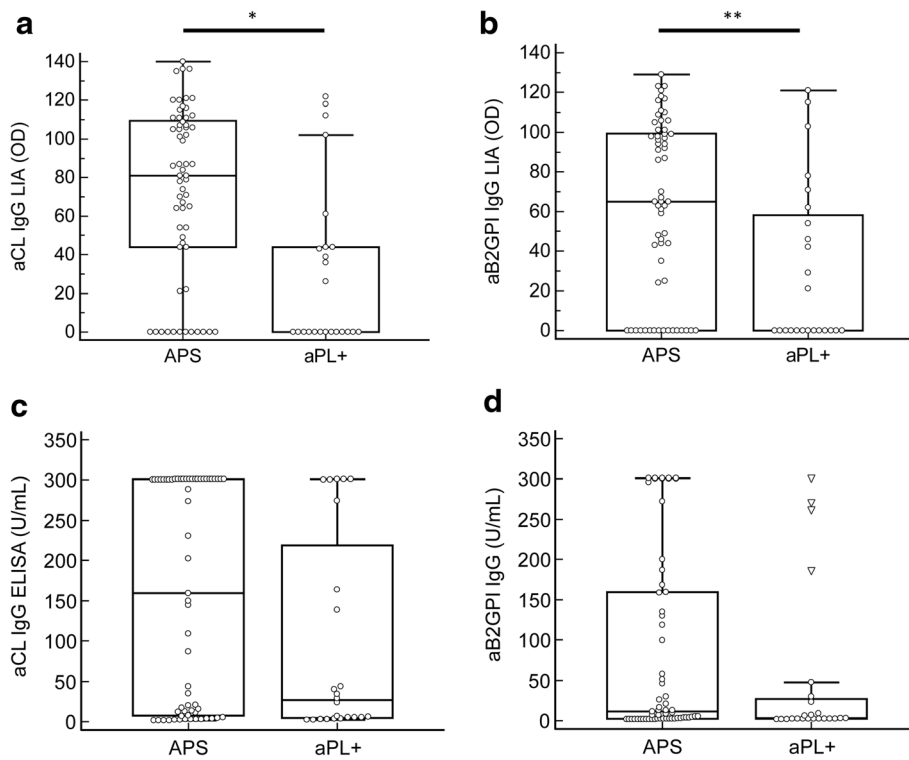 a
*
aCL IgG LIA (OD)
140
120
100
80
60
40
20
0
APS
aPL+
b
**
aB2GPI IgG LIA (OD)
140
120
100
80
60
40
20
0
APS
aPL+
c
aCL IgG ELISA (U/mL)
350
300
250
200
150
100
50
0
APS
aPL+
d
aB2GPI IgG (U/mL)
350
300
250
200
150
100
50
0
APS
aPL+